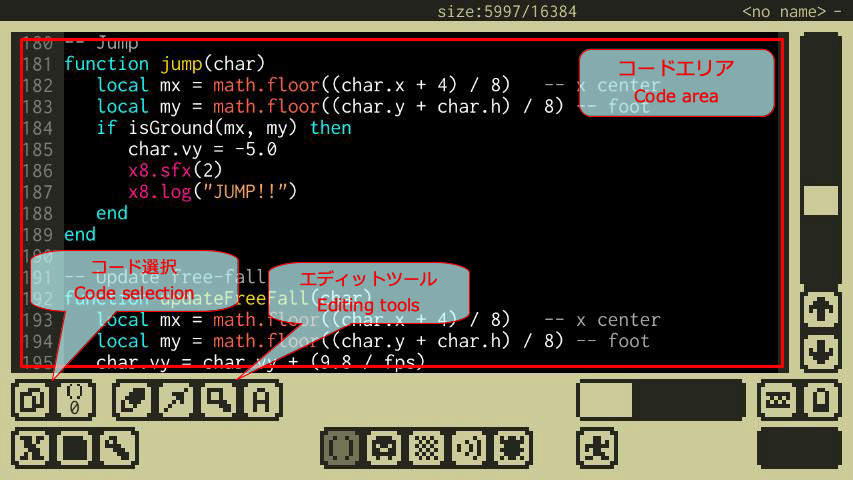 size:5997/16384 <no name> -
180 -- Jump
181 function jump(char)
182 local mx = math.floor((char.x + 4) / 8) -- x center
183 local my = math.floor((char.y + char.h) / 8) -- foot
184 if isGround(mx, my) then
185 char.vy = -5.0
186 x8.sfx(2)
187 x8.log("JUMP!!")
188 end
189 end
190
191 -- Update free-fall
192 function updateFreeFall(char)
193 local mx = math.floor((char.x + 4) / 8) -- x center
194 local my = math.floor((char.y + char.h) / 8) -- foot
195 char.vy = char.vy + (9.8 / fps)
コードエリア
Code area
コード選択
Code selection
エディットツール
Editing tools
() 0
A
X
()